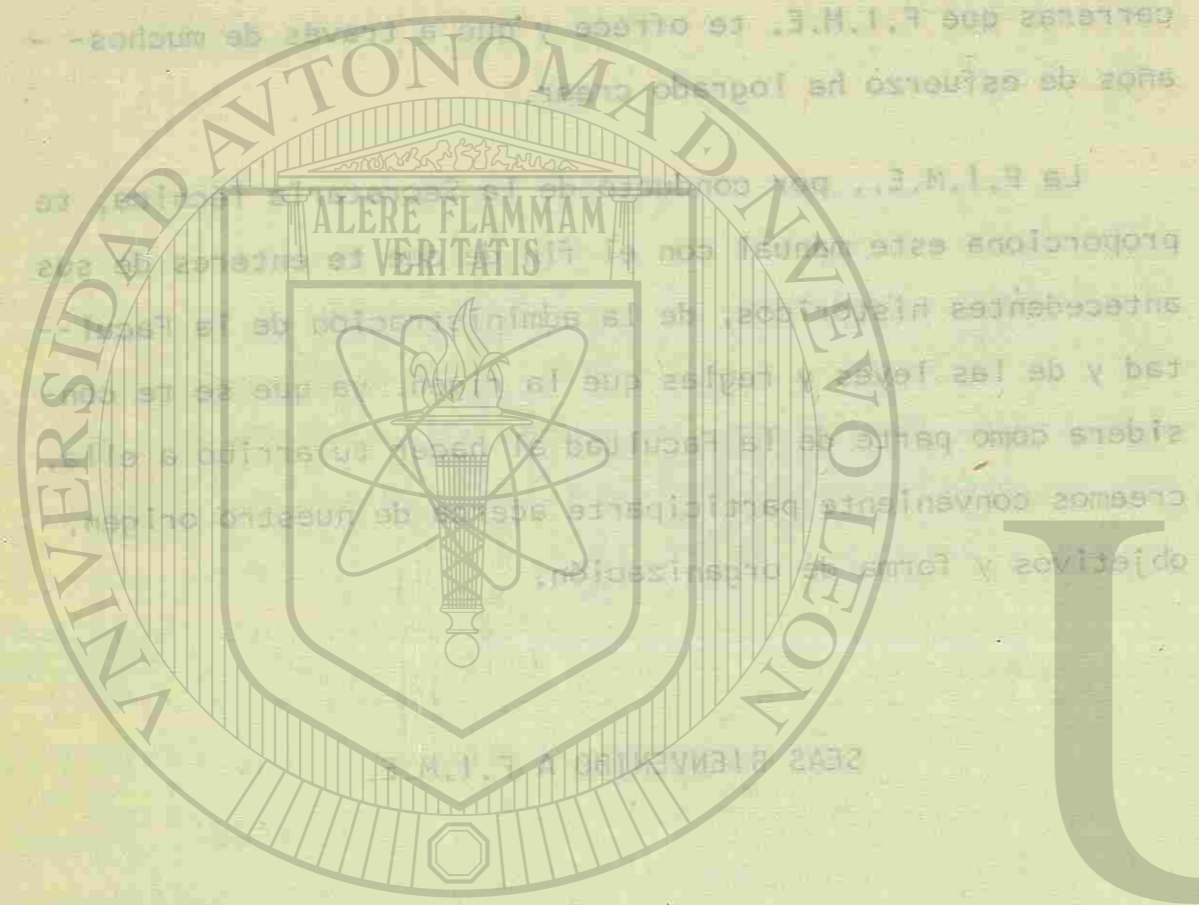 carreras que F.I.M.E. te ofrece y que a través de muchos- -
años de esfuerzo ha logrado crear.
La F.I.M.E., por conducto de la Secretaría Técnica, te
proporciona este manual con el fin de que te enteres de sus
antecedentes históricos, de la administración de la Facul--
tad y de las leyes y reglas que la rigen, ya que se te con-
sidera como parte de la Facultad al hacer tu arribo a ella,
creemos conveniente participarte acerca de nuestro origen,
objetivos y forma de organización.
SEAS BIENVENIDO A F.I.M.E.
UNIVERSIDAD AUTONOMA D NUEVO LEON
ALERE FLAMMAM
VERITATIS
U